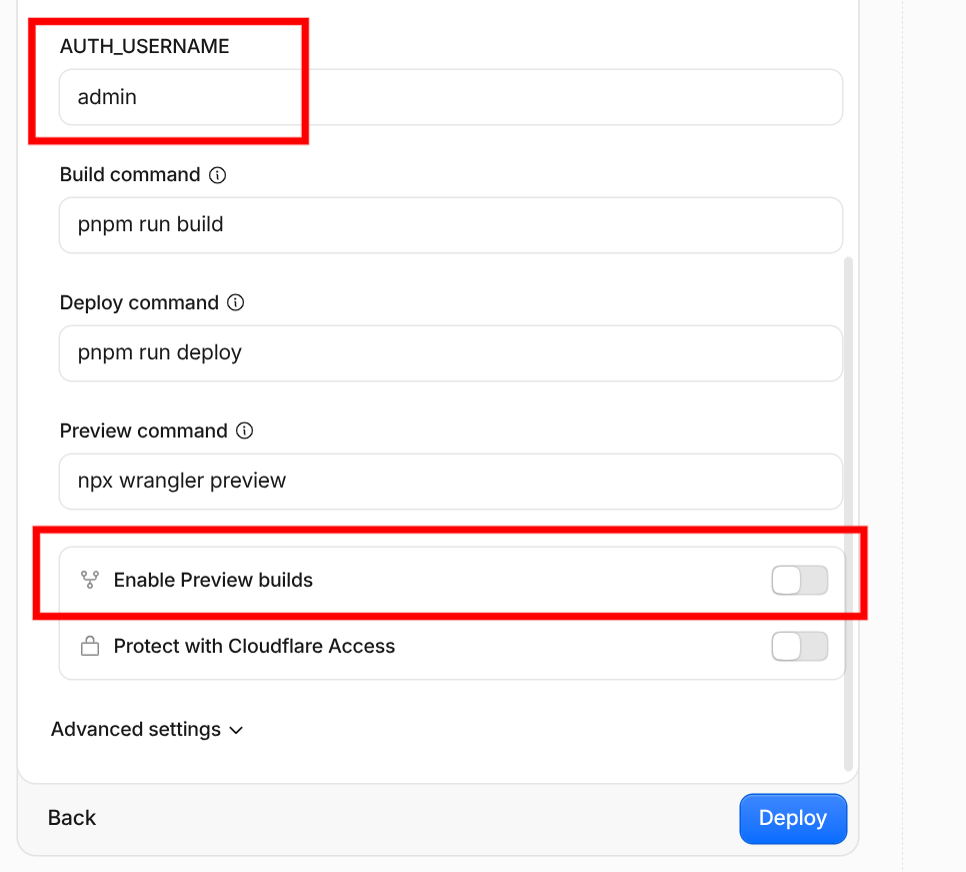 AUTH_USERNAME
admin
Build command
pnpm run build
Deploy command
pnpm run deploy
Preview command
npx wrangler preview
Enable Preview builds
Protect with Cloudflare Access
Advanced settings
Back
Deploy